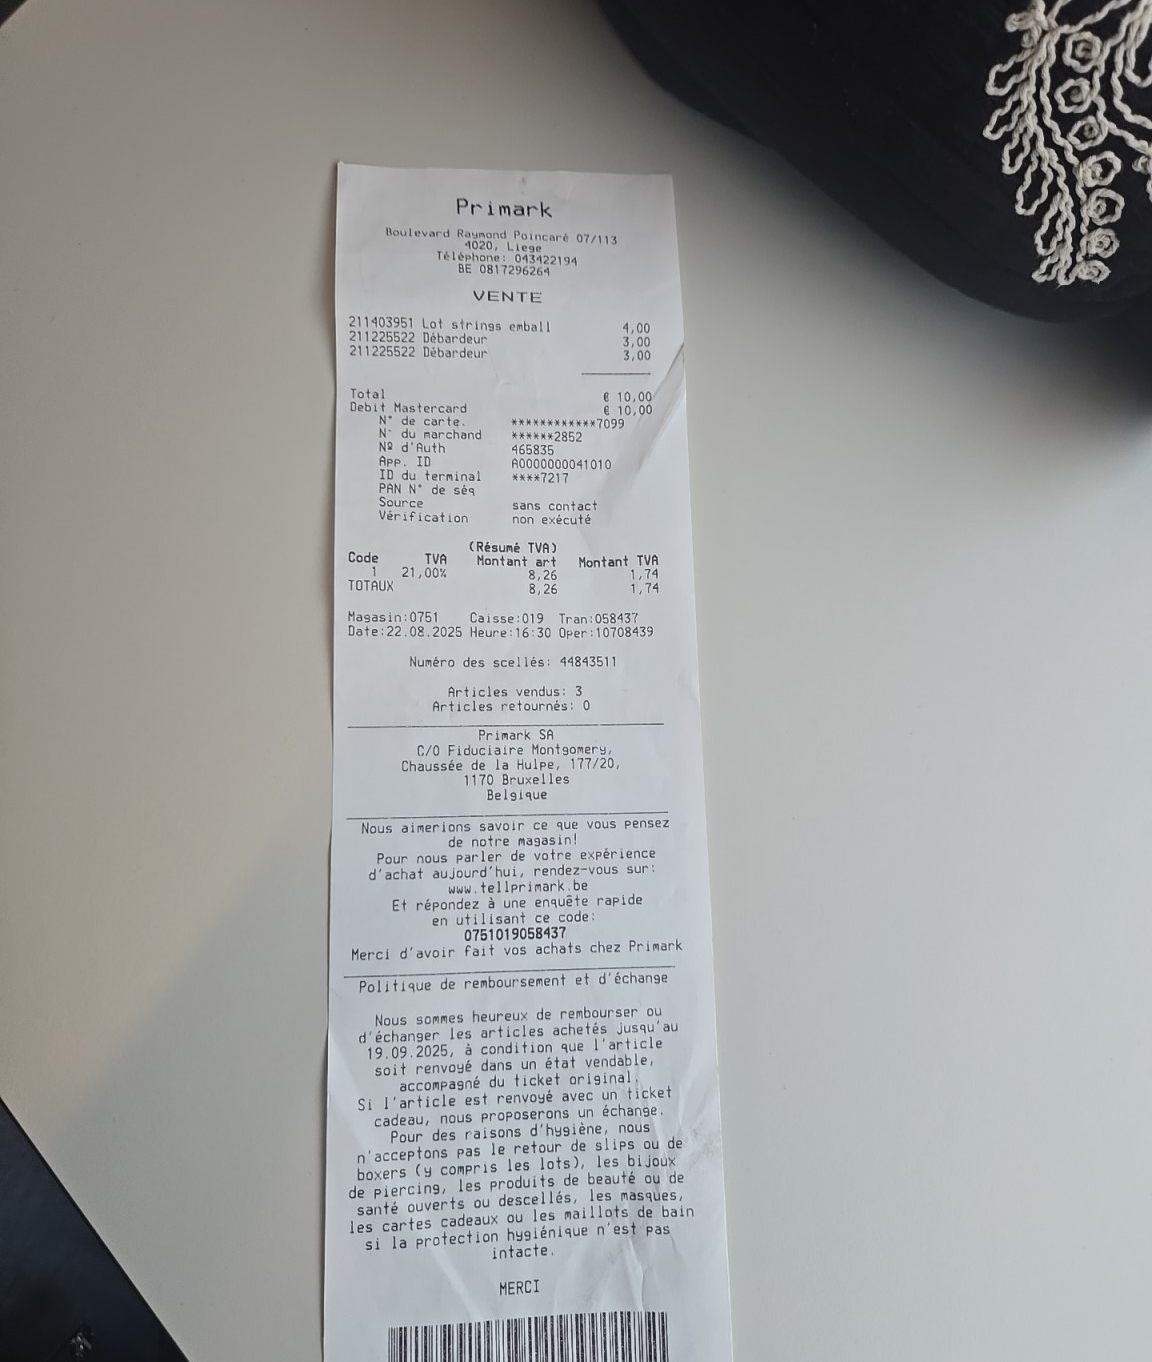 Primark
Boulevard Raymond Poincaré 07/113
4020, Liege
Téléphone: 043422194
BE 0817296264
VENTE
211403951 Lot strings emball 4,00
211225522 Débardeur 3,00
211225522 Débardeur 3,00
Total € 10,00
Debit Mastercard € 10,00
N° de carte. ************7099
N° du marchand ******2852
Nº d'Auth 465835
App. ID A0000000041010
ID du terminal ****7217
PAN N° de séq
Source sans contact
Vérification non exécuté
(Résumé TVA)
Code TVA Montant art Montant TVA
1 21,00% 8,26 1,74
TOTAUX 8,26 1,74
Magasin:0751 Caisse:019 Tran:058437
Date:22.08.2025 Heure:16:30 Oper:10708439
Numéro des scellés: 44843511
Articles vendus: 3
Articles retournés: 0
Primark SA
C/O Fiduciaire Montgomery,
Chaussée de la Hulpe, 177/20,
1170 Bruxelles
Belgique
Nous aimerions savoir ce que vous pensez
de notre magasin!
Pour nous parler de votre expérience
d'achat aujourd'hui, rendez-vous sur:
www.tellprimark.be
Et répondez à une enquête rapide
en utilisant ce code:
0751019058437
Merci d'avoir fait vos achats chez Primark
Politique de remboursement et d'échange
Nous sommes heureux de rembourser ou
d'échanger les articles achetés jusqu'au
19.09.2025, à condition que l'article
soit renvoyé dans un état vendable,
accompagné du ticket original.
Si l'article est renvoyé avec un ticket
cadeau, nous proposerons un échange.
Pour des raisons d'hygiène, nous
n'acceptons pas le retour de slips ou de
boxers (y compris les lots), les bijoux
de piercing, les produits de beauté ou de
santé ouverts ou descellés, les masques,
les cartes cadeaux ou les maillots de bain
si la protection hygiénique n'est pas
intacte.
MERCI